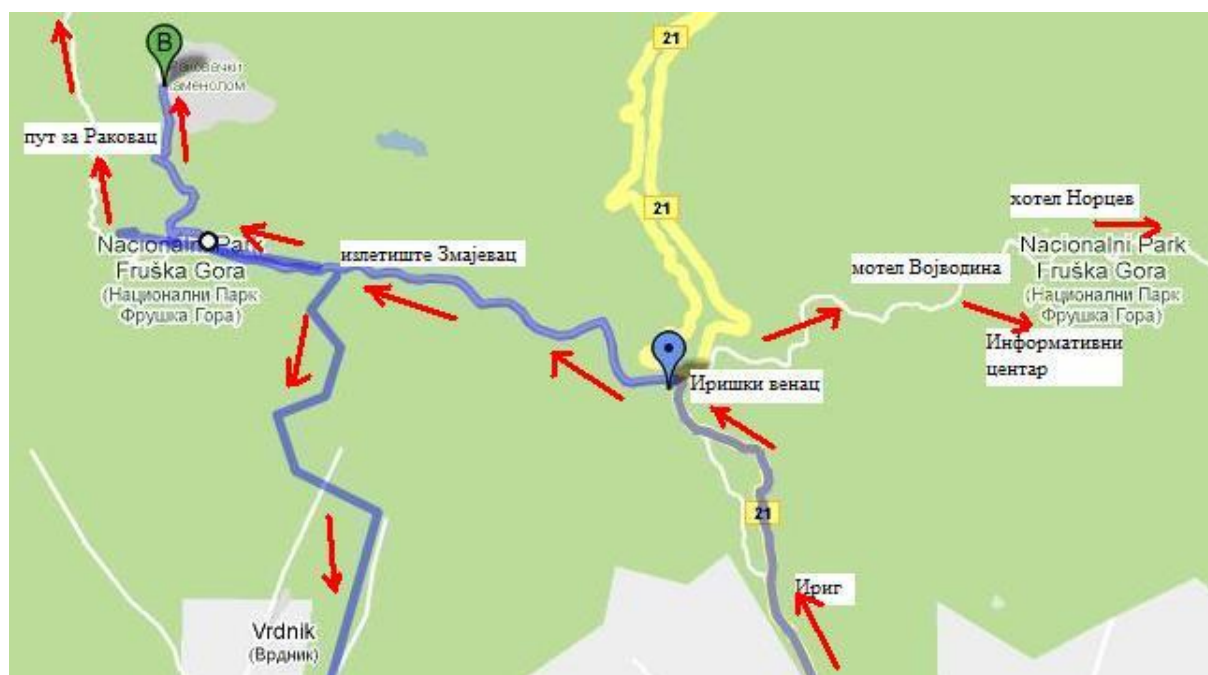 21
B
Раковачки
каменолом
пут за Раковац
21
хотел Норцев
Nacionalni Park
Fruška Gora
(Национални Парк
Фрушка Гора)
излетиште Змајевац
мотел Војводина
Nacionalni Park
Fruška Gora
(Национални Парк
Фрушка Гора)
Информативни
центар
Иришки венац
21
Ириг
Vrdnik
(Врдник)